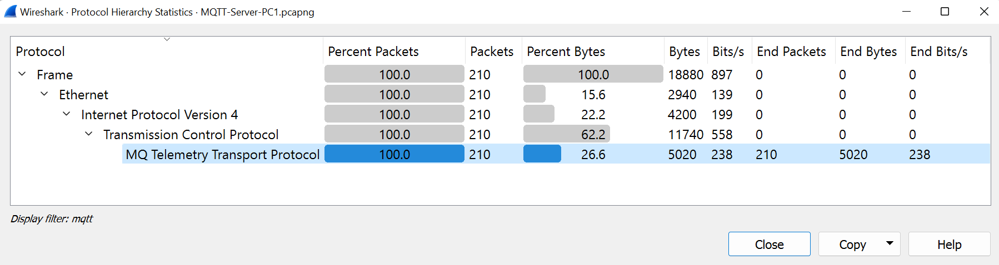 Wireshark · Protocol Hierarchy Statistics · MQTT-Server-PC1.pcapng
Protocol Percent Packets Packets Percent Bytes Bytes Bits/s End Packets End Bytes End Bits/s
Frame 100.0 210 100.0 18880 897 0 0 0
Ethernet 100.0 210 15.6 2940 139 0 0 0
Internet Protocol Version 4 100.0 210 22.2 4200 199 0 0 0
Transmission Control Protocol 100.0 210 62.2 11740 558 0 0 0
MQ Telemetry Transport Protocol 100.0 210 26.6 5020 238 210 5020 238
Display filter: mqtt
Close Copy Help